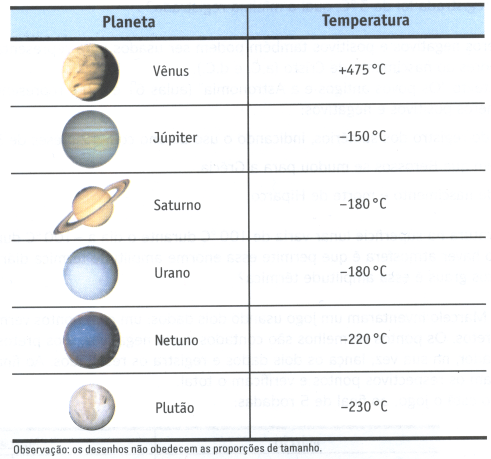 Planeta Temperatura
Vênus +475 °C
Júpiter –150 °C
Saturno –180 °C
Urano –180 °C
Netuno –220 °C
Plutão –230 °C
Observação: os desenhos não obedecem as proporções de tamanho.